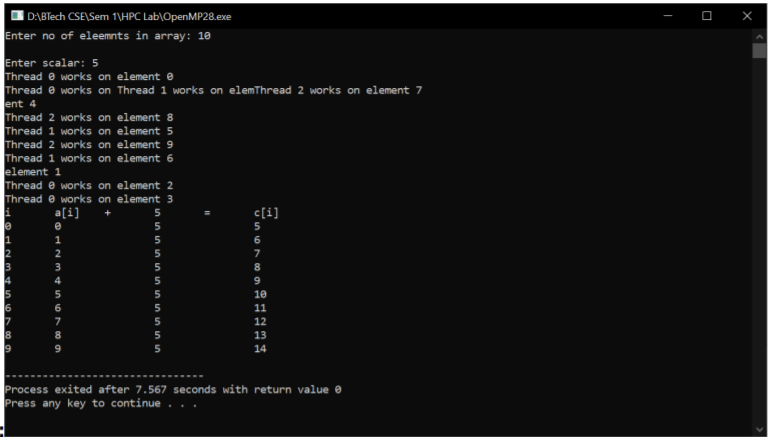 D:\BTech CSE\Sem 1\HPC Lab\OpenMP28.exe
Enter no of eleemnts in array: 10
Enter scalar: 5
Thread 0 works on element 0
Thread 0 works on Thread 1 works on elemThread 2 works on element 7
ent 4
Thread 2 works on element 8
Thread 1 works on element 5
Thread 2 works on element 9
Thread 1 works on element 6
element 1
Thread 0 works on element 2
Thread 0 works on element 3
i a[i] + 5 = c[i]
0 0 5 5
1 1 5 6
2 2 5 7
3 3 5 8
4 4 5 9
5 5 5 10
6 6 5 11
7 7 5 12
8 8 5 13
9 9 5 14
--------------------------------
Process exited after 7.567 seconds with return value 0
Press any key to continue . . .